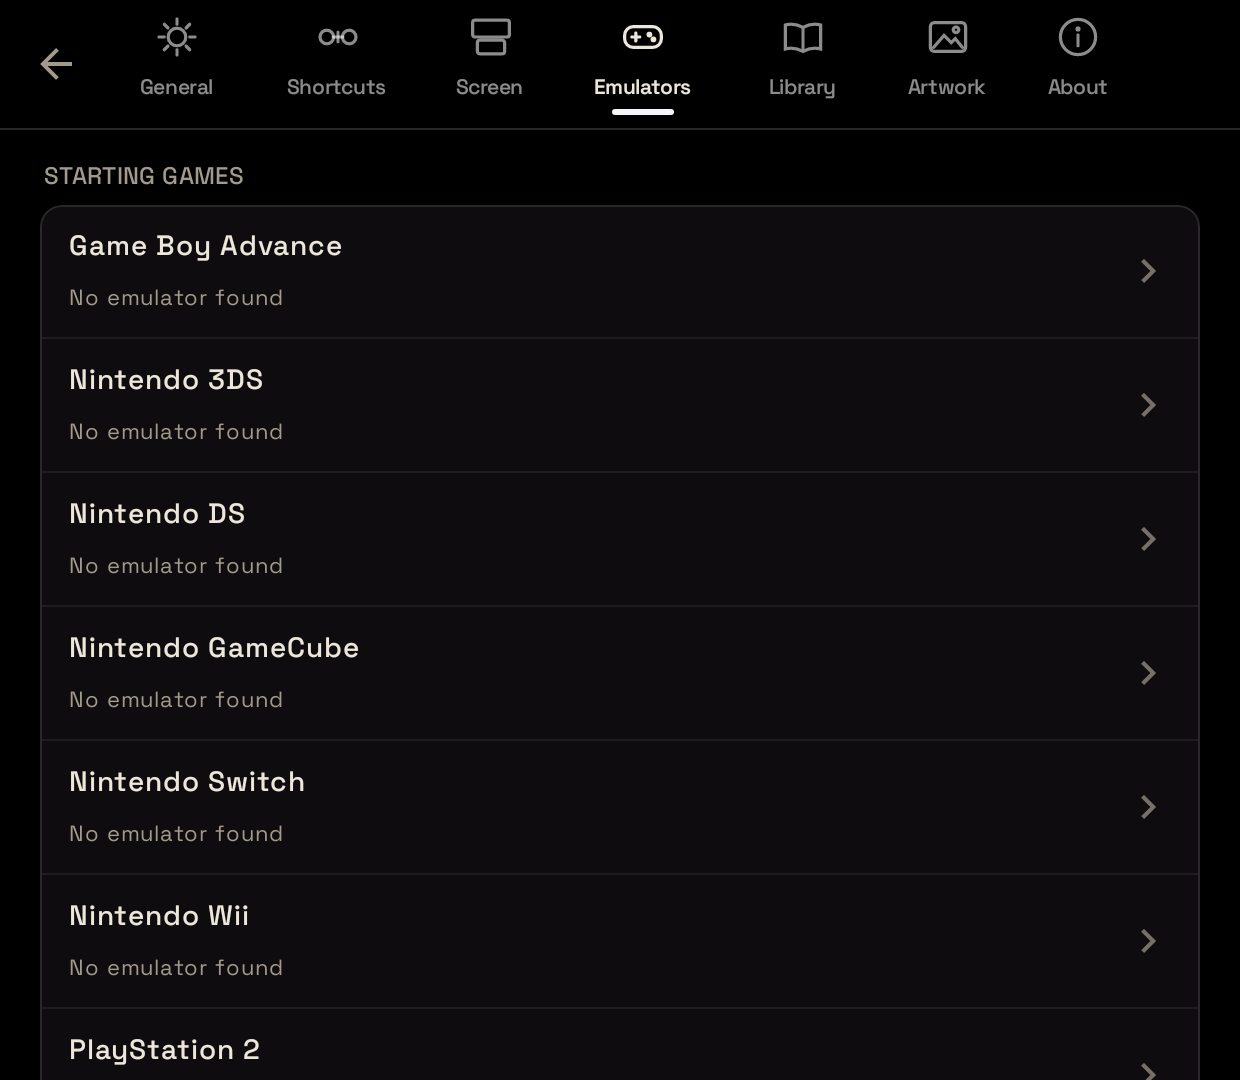 General
Shortcuts
Screen
Emulators
Library
Artwork
About
STARTING GAMES
Game Boy Advance
No emulator found
Nintendo 3DS
No emulator found
Nintendo DS
No emulator found
Nintendo GameCube
No emulator found
Nintendo Switch
No emulator found
Nintendo Wii
No emulator found
PlayStation 2